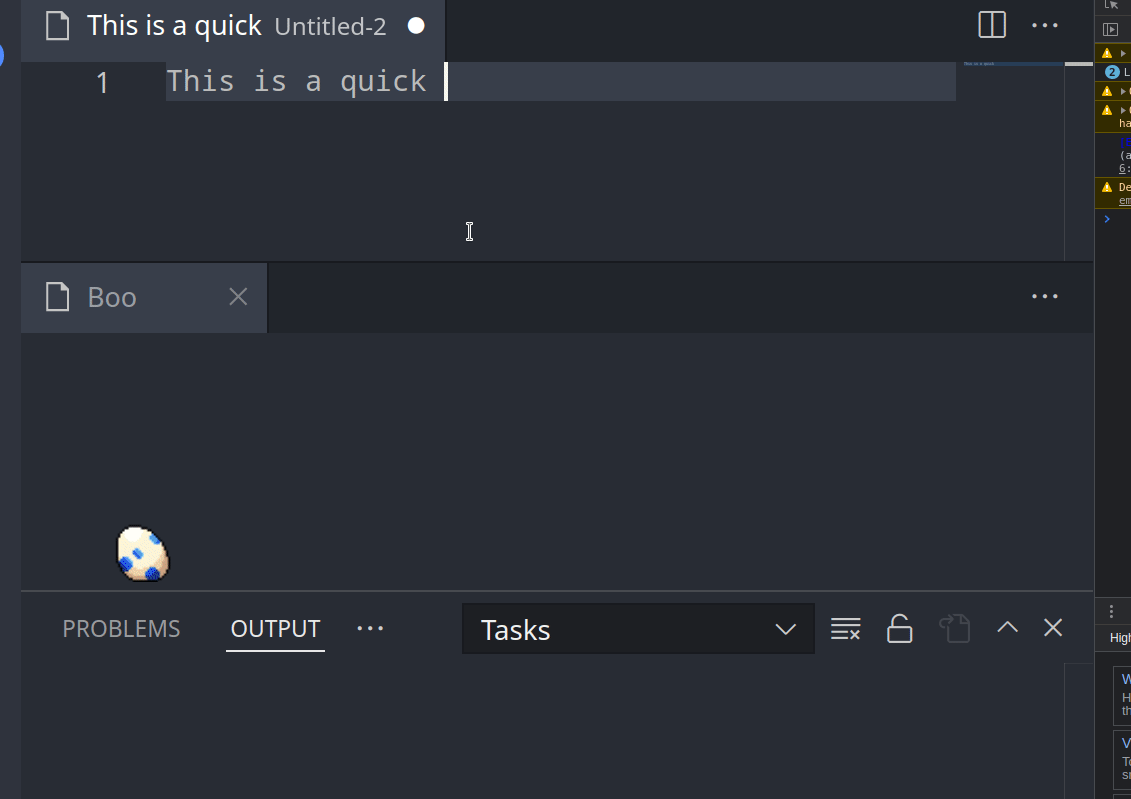 This is a quick Untitled-2
1 This is a quick
Boo
PROBLEMS OUTPUT Tasks
2 L
ha
(a
6:
De
em
High
W
H
th
V
To